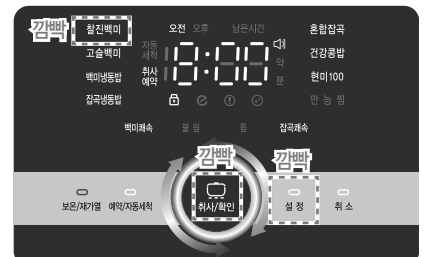 깜빡 찰진백미 오전 오후 남은시간 혼합잡곡
고슬백미 자동세척 8:00 약 건강콩밥
백미냉동밥 취사예약 분 현미100
잡곡냉동밥 만능찜
백미쾌속 불림 뜸 잡곡쾌속
깜빡 깜빡
보온/재가열 예약/자동세척 취사/확인 설정 취소